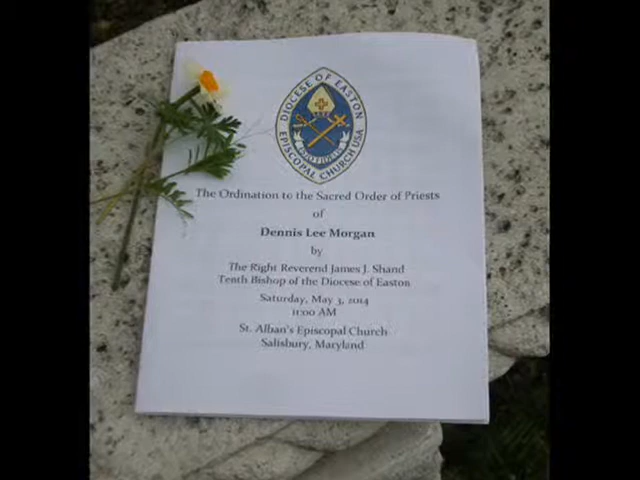 DIOCESE OF EASTON
EPISCOPAL CHURCH USA
The Ordination to the Sacred Order of Priests
of
Dennis Lee Morgan
by
The Right Reverend James J. Shand
Tenth Bishop of the Diocese of Easton
Saturday, May 3, 2014
11:00 AM
St. Alban's Episcopal Church
Salisbury, Maryland